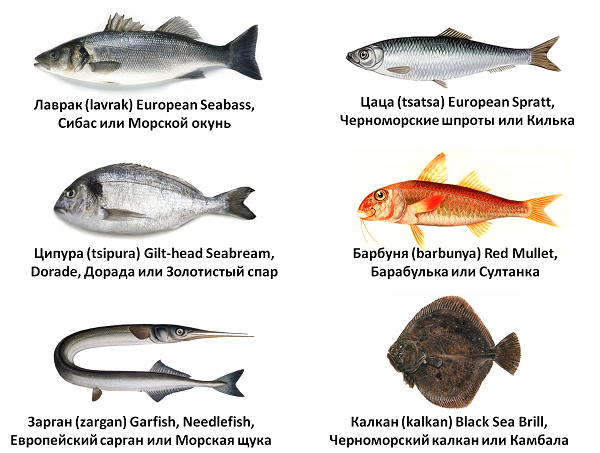 Лаврак (lavrak) European Seabass,
Сибас или Морской окунь
Цаца (tsatsa) European Spratt,
Черноморские шпроты или Килька
Ципура (tsipura) Gilt-head Seabream,
Dorade, Дорада или Золотистый спар
Барбуня (barbunya) Red Mullet,
Барабулька или Султанка
Зарган (zargan) Garfish, Needlefish,
Европейский сарган или Морская щука
Калкан (kalkan) Black Sea Brill,
Черноморский калкан или Камбала